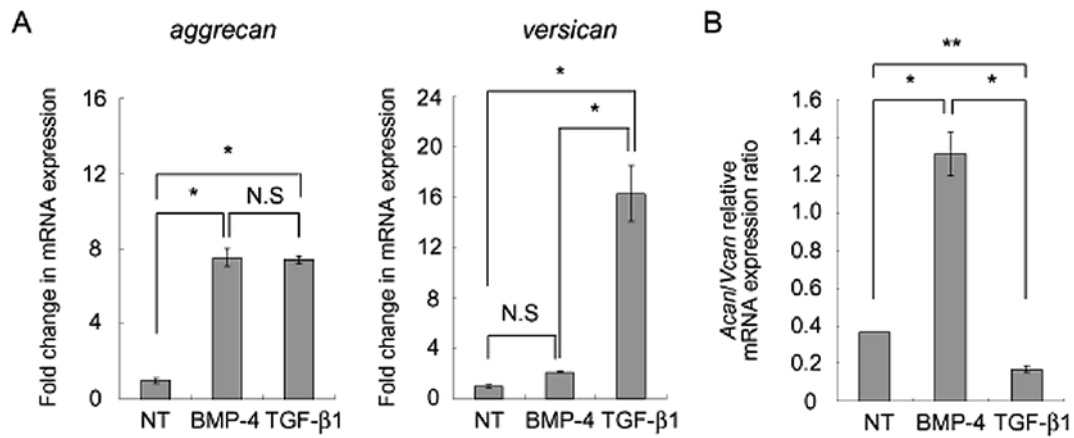 A
aggrecan
Fold change in mRNA expression
16
12
8
4
0
*
*
N.S
NT BMP-4 TGF-β1
versican
Fold change in mRNA expression
24
20
16
12
8
4
0
*
*
N.S
NT BMP-4 TGF-β1
B
Acan/Vcan relative
mRNA expression ratio
1.6
1.4
1.2
1.0
0.8
0.6
0.4
0.2
0
**
* *
NT BMP-4 TGF-β1